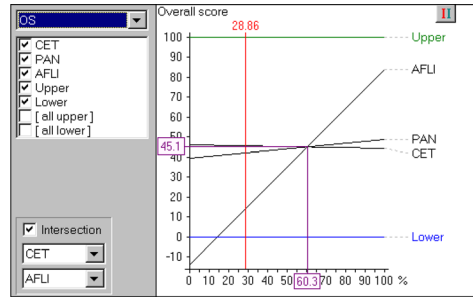 OS
CET
PAN
AFLI
Upper
Lower
[ all upper ]
[ all lower ]
Intersection
CET
AFLI
Overall score
II
28.86
100
90
80
70
60
50
45.1
40
30
20
10
0
-10
0 10 20 30 40 50 60.3 70 80 90 100 %
Upper
AFLI
PAN
CET
Lower